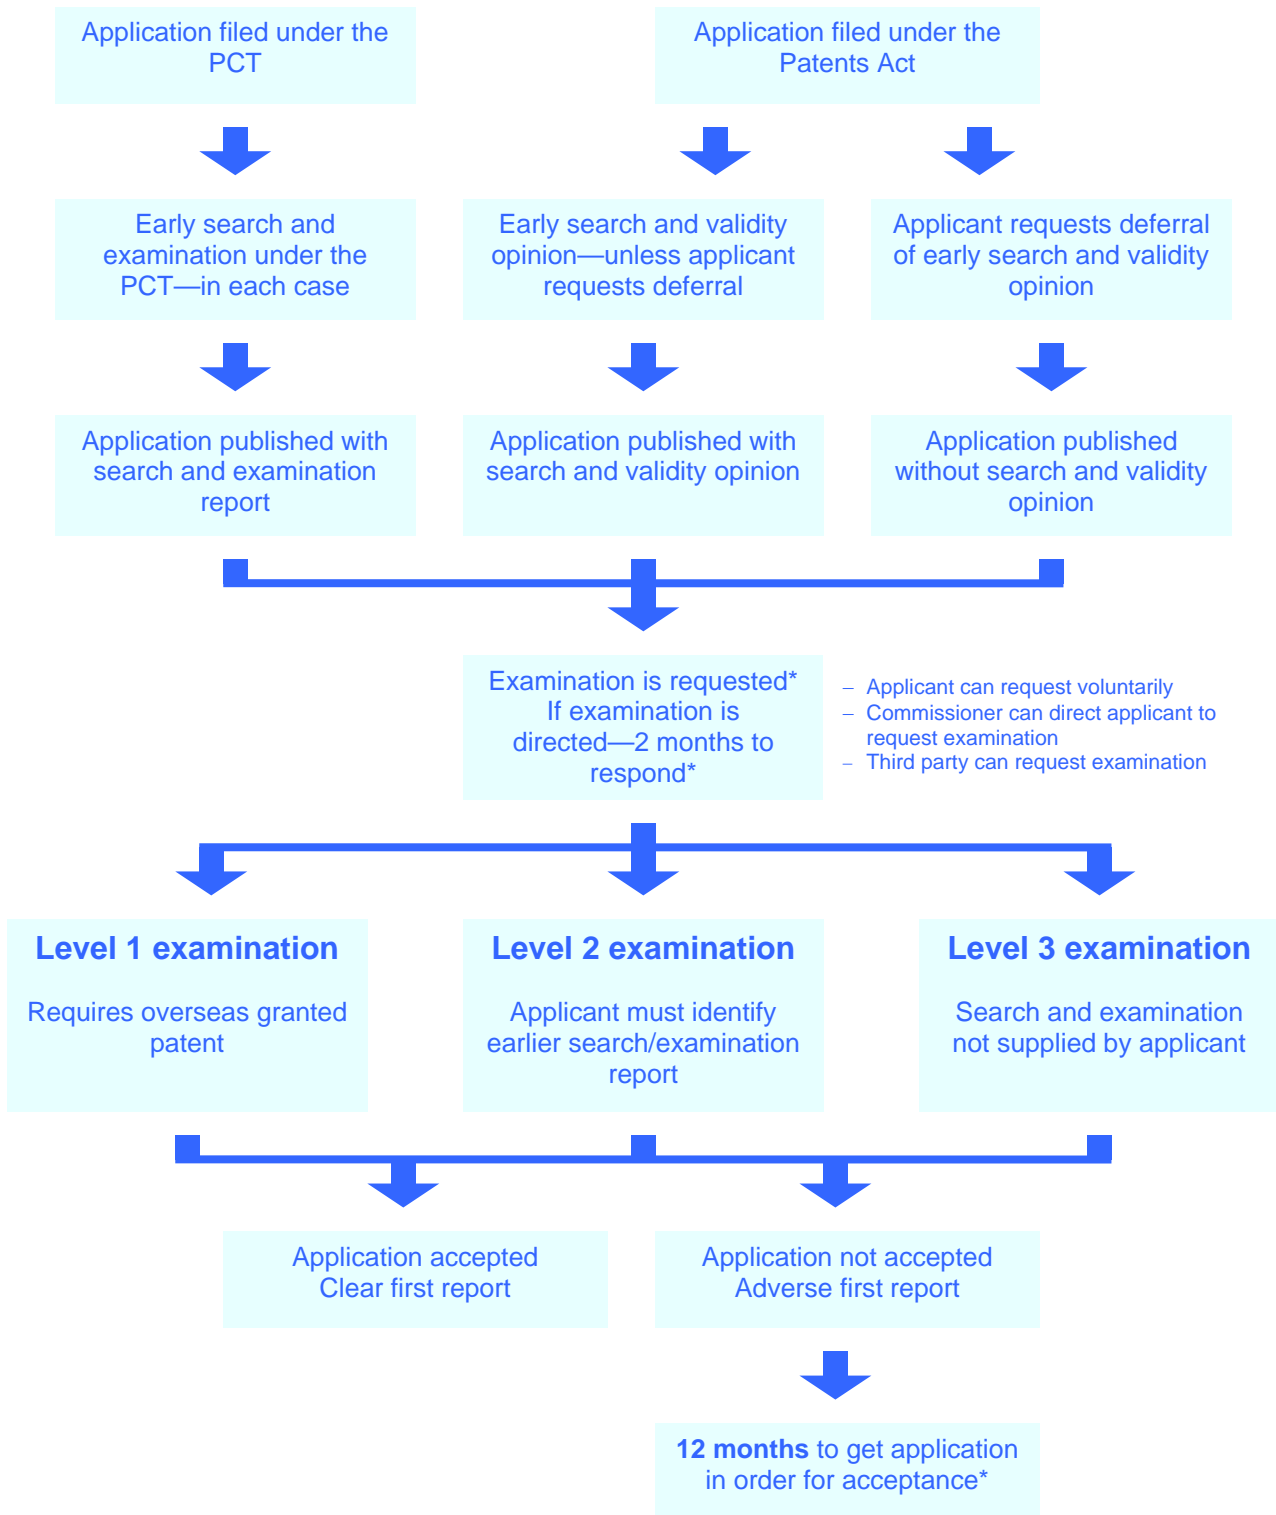 Application filed under the
PCT
Application filed under the
Patents Act
Early search and
examination under the
PCT—in each case
Early search and validity
opinion—unless applicant
requests deferral
Applicant requests deferral
of early search and validity
opinion
Application published with
search and examination
report
Application published with
search and validity opinion
Application published
without search and validity
opinion
Examination is requested*
If examination is
directed—2 months to
respond*
– Applicant can request voluntarily
– Commissioner can direct applicant to
request examination
– Third party can request examination
Level 1 examination
Requires overseas granted
patent
Level 2 examination
Applicant must identify
earlier search/examination
report
Level 3 examination
Search and examination
not supplied by applicant
Application accepted
Clear first report
Application not accepted
Adverse first report
12 months to get application
in order for acceptance*